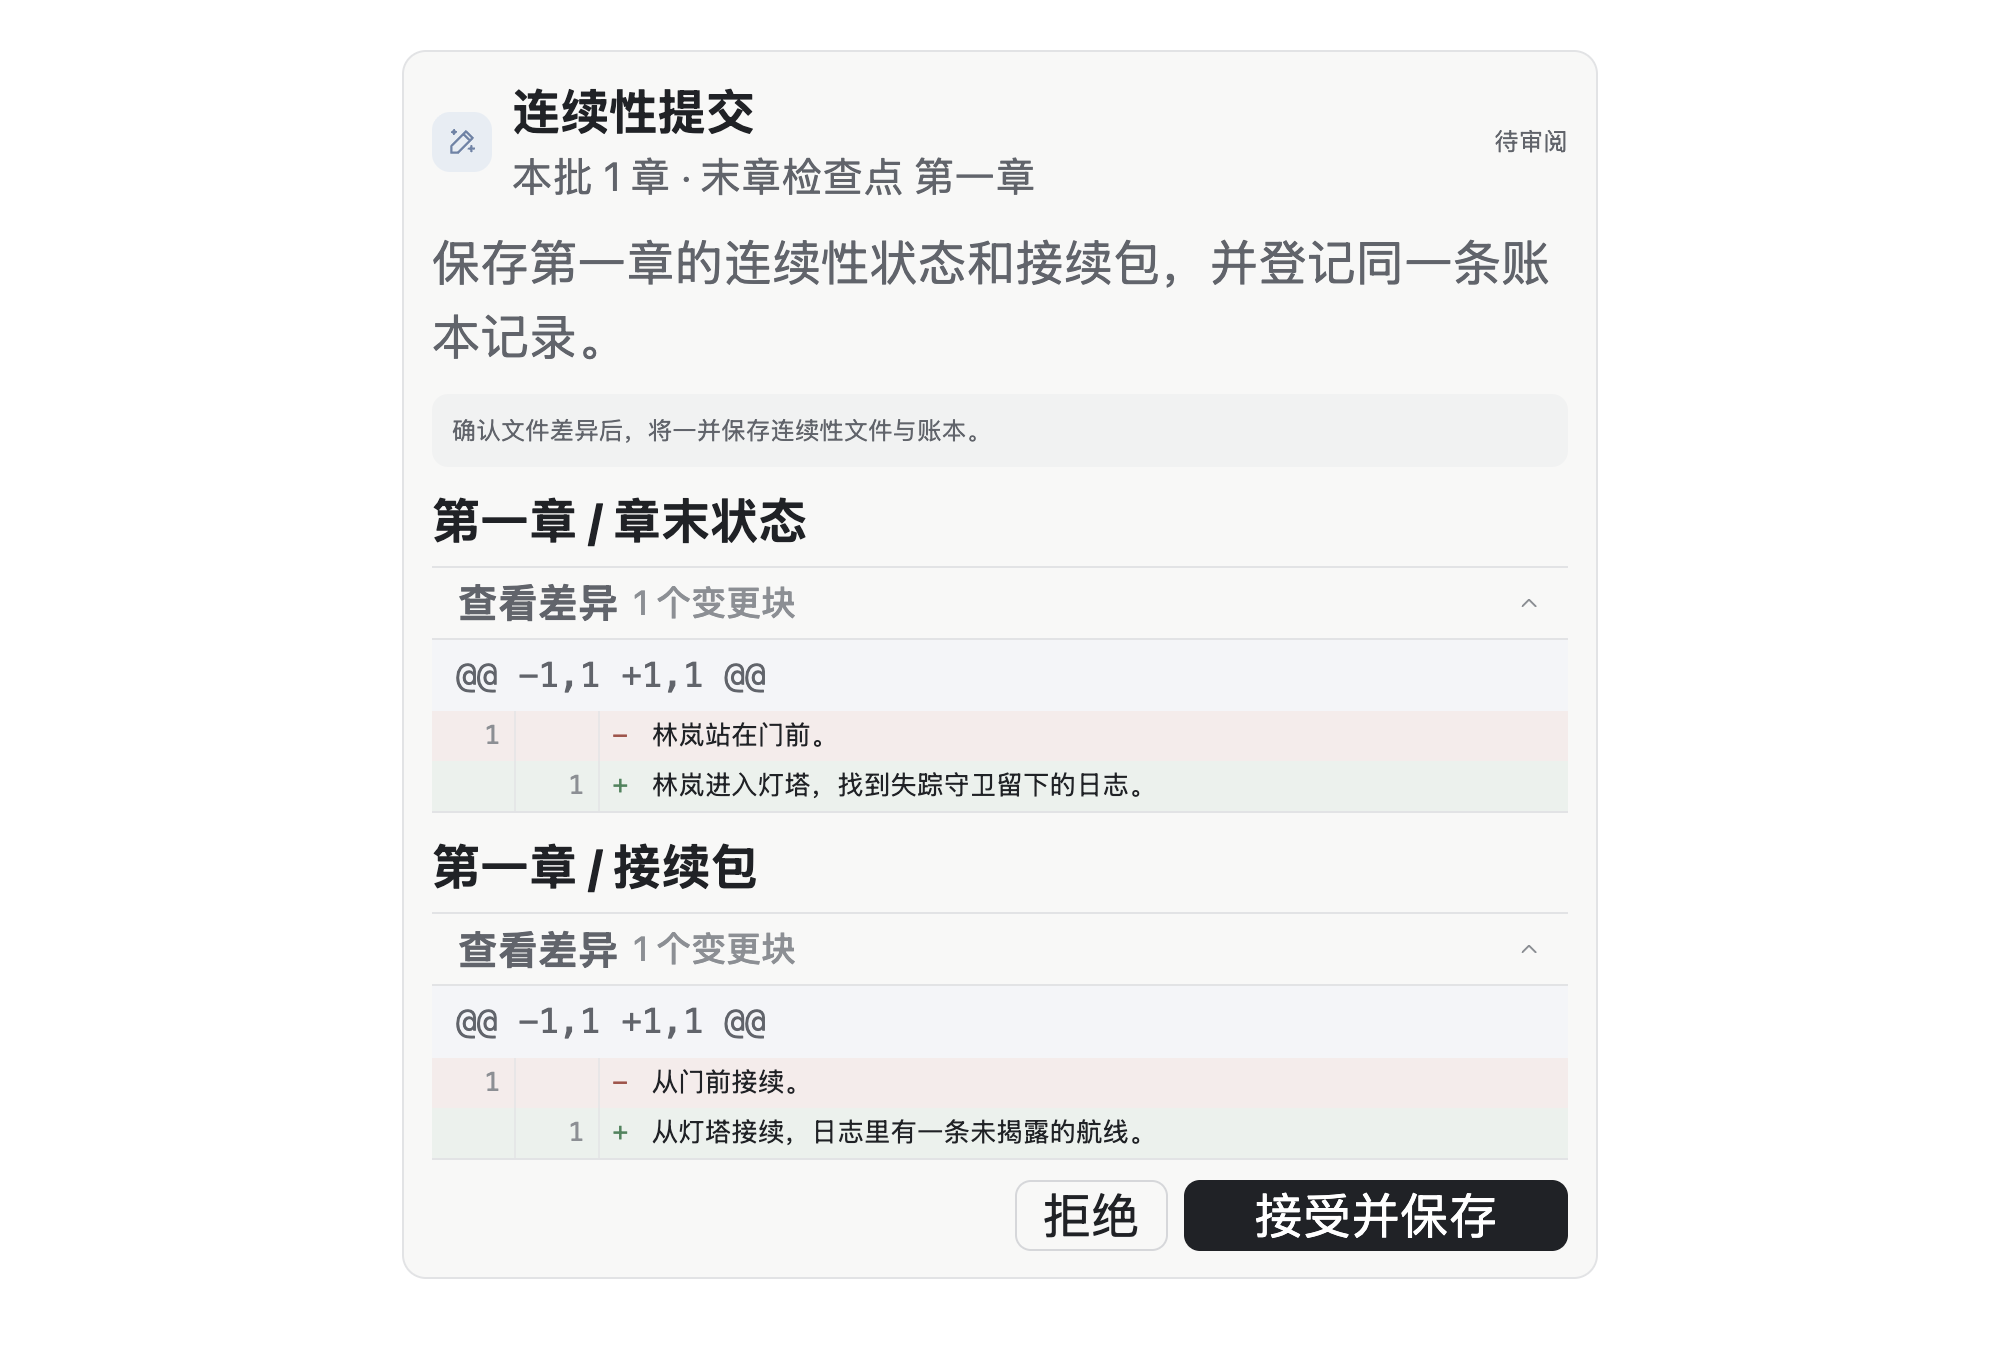 连续性提交
本批 1 章 · 末章检查点 第一章
待审阅
保存第一章的连续性状态和接续包，并登记同一条账
本记录。
确认文件差异后，将一并保存连续性文件与账本。
第一章 / 章末状态
查看差异 1 个变更块
@@ −1,1 +1,1 @@
1 − 林岚站在门前。
1 + 林岚进入灯塔，找到失踪守卫留下的日志。
第一章 / 接续包
查看差异 1 个变更块
@@ −1,1 +1,1 @@
1 − 从门前接续。
1 + 从灯塔接续，日志里有一条未揭露的航线。
拒绝
接受并保存